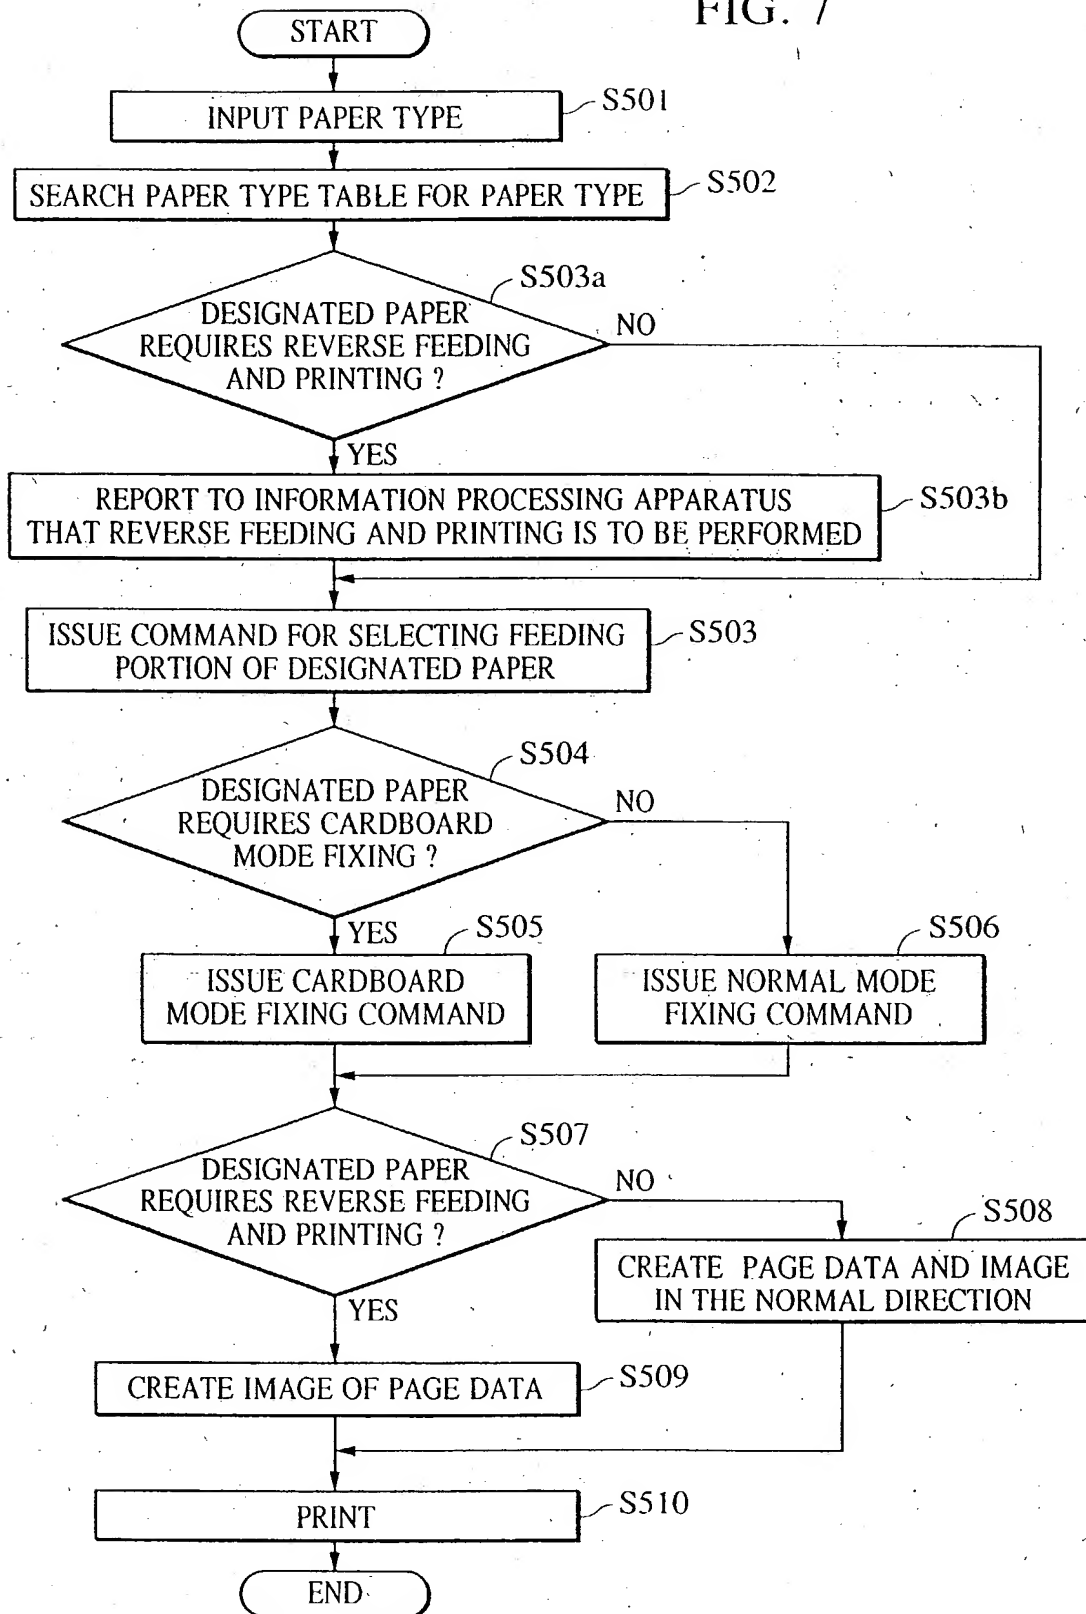 FIG. 7
START
INPUT PAPER TYPE
S501
SEARCH PAPER TYPE TABLE FOR PAPER TYPE
S502
S503a
DESIGNATED PAPER
REQUIRES REVERSE FEEDING
AND PRINTING ?
NO
YES
REPORT TO INFORMATION PROCESSING APPARATUS
THAT REVERSE FEEDING AND PRINTING IS TO BE PERFORMED
S503b
ISSUE COMMAND FOR SELECTING FEEDING
PORTION OF DESIGNATED PAPER
S503
S504
DESIGNATED PAPER
REQUIRES CARDBOARD
MODE FIXING ?
NO
YES
S505
ISSUE CARDBOARD
MODE FIXING COMMAND
S506
ISSUE NORMAL MODE
FIXING COMMAND
S507
DESIGNATED PAPER
REQUIRES REVERSE FEEDING
AND PRINTING ?
NO
YES
S508
CREATE PAGE DATA AND IMAGE
IN THE NORMAL DIRECTION
CREATE IMAGE OF PAGE DATA
S509
PRINT
S510
END